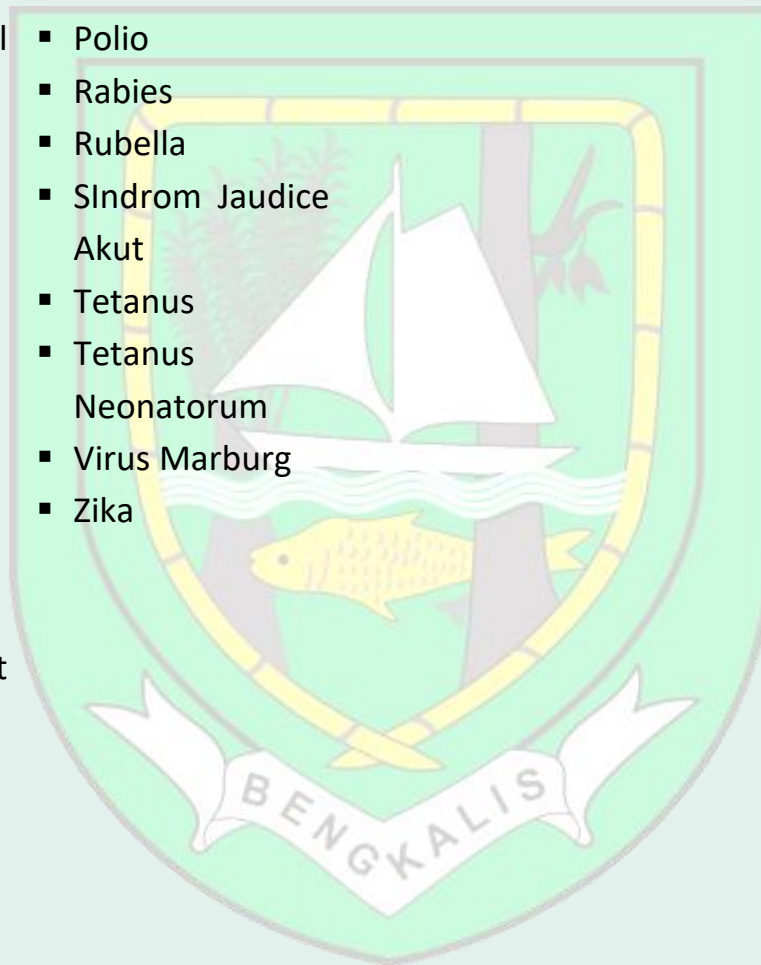 l
▪ Polio
▪ Rabies
▪ Rubella
▪ SIndrom Jaudice
Akut
▪ Tetanus
▪ Tetanus
Neonatorum
▪ Virus Marburg
▪ Zika
t
BENGKALIS